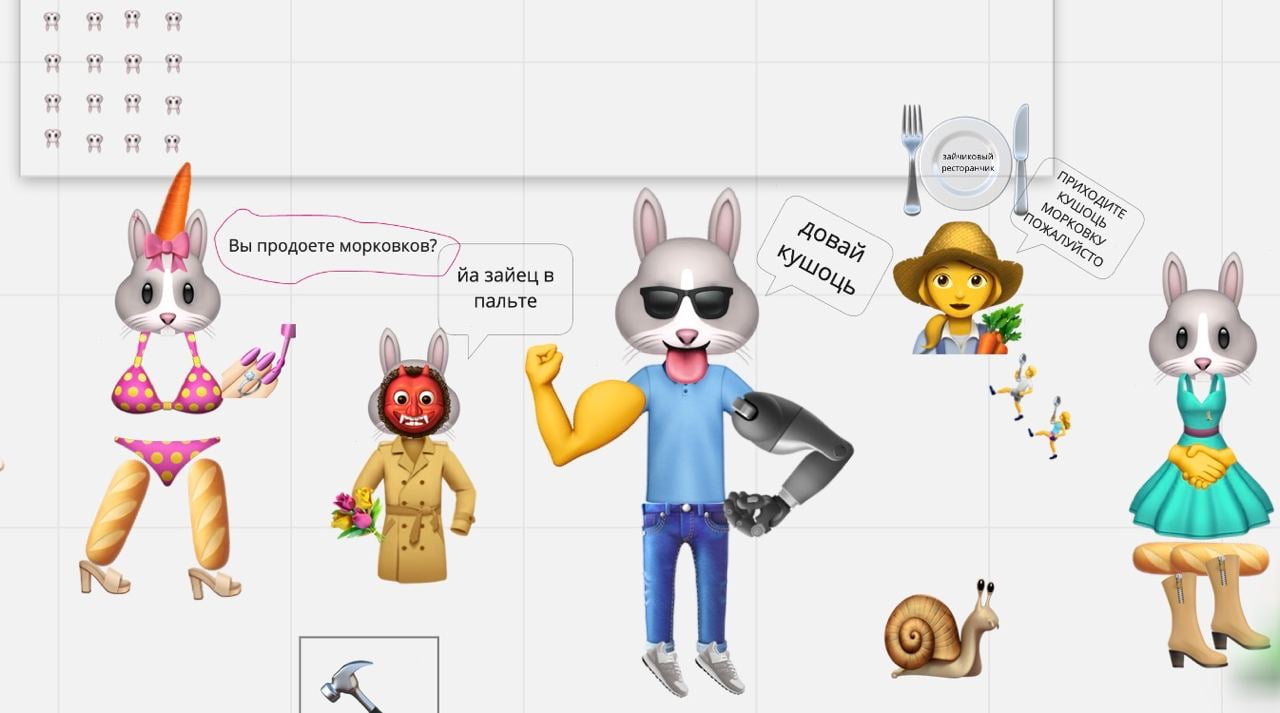 Вы продоете морковков?
йа зайец в
пальте
довай
кушоць
зайчиковый
ресторанчик
ПРИХОДИТЕ
КУШОЦЬ
МОРКОВКУ
ПОЖАЛУЙСТО